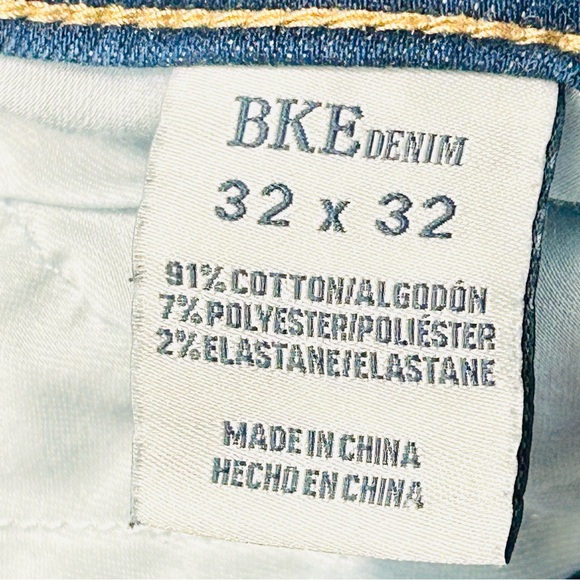 BKE DENIM
32 x 32
91% COTTON/ALGODÓN
7% POLYESTER/POLIÉSTER
2% ELASTANE/ELASTANE
MADE IN CHINA
HECHO EN CHINA